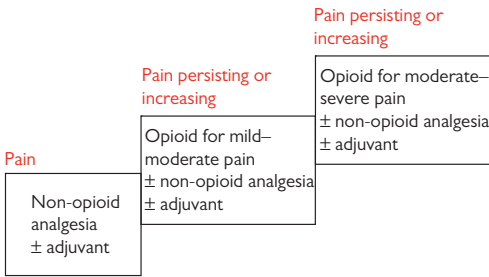 Pain
Non-opioid
analgesia
± adjuvant
Pain persisting or
increasing
Opioid for mild–
moderate pain
± non-opioid analgesia
± adjuvant
Pain persisting or
increasing
Opioid for moderate–
severe pain
± non-opioid analgesia
± adjuvant